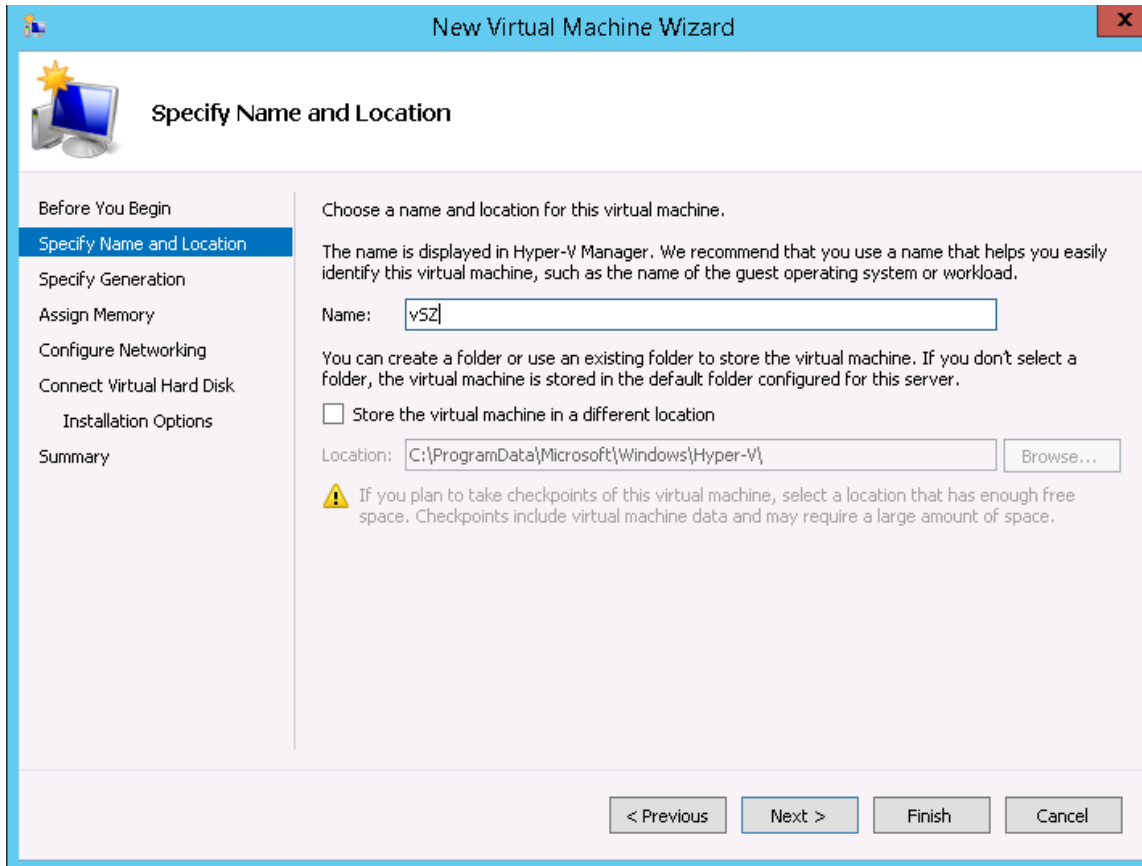 New Virtual Machine Wizard
x
Specify Name and Location
Before You Begin
Specify Name and Location
Specify Generation
Assign Memory
Configure Networking
Connect Virtual Hard Disk
Installation Options
Summary
Choose a name and location for this virtual machine.
The name is displayed in Hyper-V Manager. We recommend that you use a name that helps you easily
identify this virtual machine, such as the name of the guest operating system or workload.
Name: vSZ
You can create a folder or use an existing folder to store the virtual machine. If you don't select a
folder, the virtual machine is stored in the default folder configured for this server.
Store the virtual machine in a different location
Location: C:\ProgramData\Microsoft\Windows\Hyper-V\ Browse...
If you plan to take checkpoints of this virtual machine, select a location that has enough free
space. Checkpoints include virtual machine data and may require a large amount of space.
< Previous Next > Finish Cancel